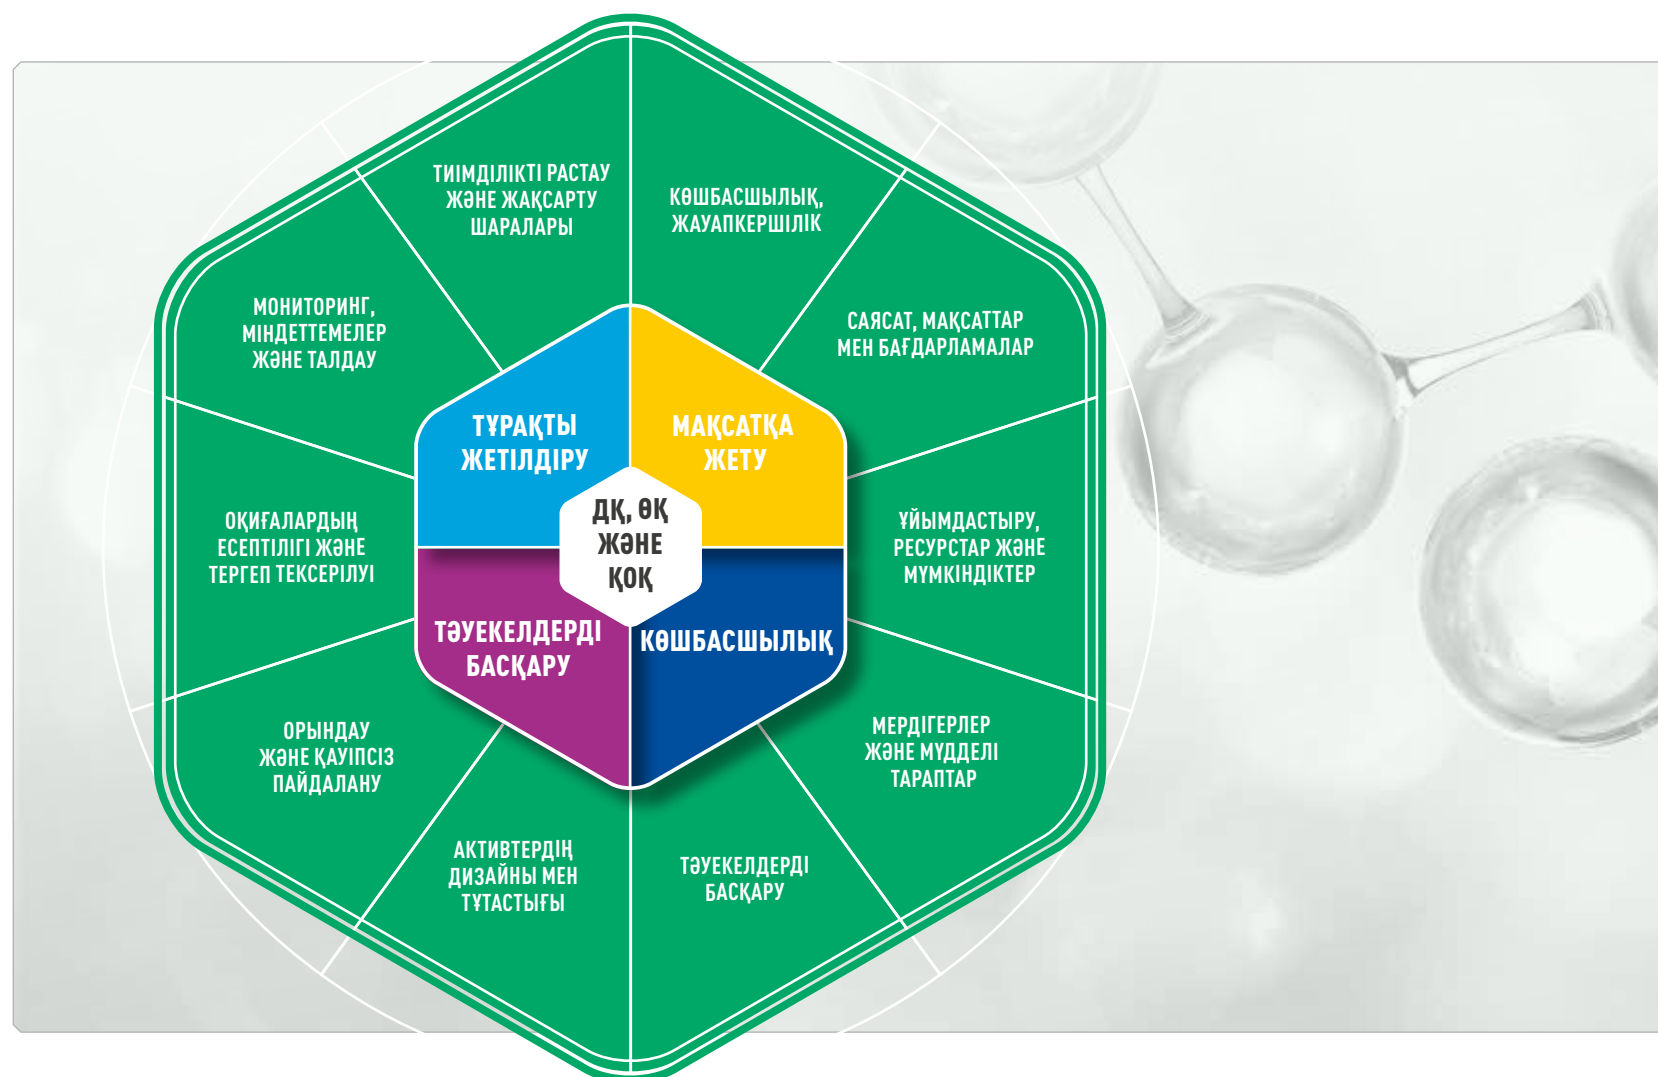 ТИІМДІЛІКТІ РАСТАУ
ЖӘНЕ ЖАҚСАРТУ
ШАРАЛАРЫ
КӨШБАСШЫЛЫҚ,
ЖАУАПКЕРШІЛІК
МОНИТОРИНГ,
МІНДЕТТЕМЕЛЕР
ЖӘНЕ ТАЛДАУ
САЯСАТ, МАҚСАТТАР
МЕН БАҒДАРЛАМАЛАР
ТҰРАҚТЫ
ЖЕТІЛДІРУ
МАҚСАТҚА
ЖЕТУ
ДҚ, ӨҚ
ЖӘНЕ
ҚОҚ
ОҚИҒАЛАРДЫҢ
ЕСЕПТІЛІГІ ЖӘНЕ
ТЕРГЕП ТЕКСЕРІЛУІ
ҰЙЫМДАСТЫРУ,
РЕСУРСТАР ЖӘНЕ
МҮМКІНДІКТЕР
ТӘУЕКЕЛДЕРДІ
БАСҚАРУ
КӨШБАСШЫЛЫҚ
ОРЫНДАУ
ЖӘНЕ ҚАУІПСІЗ
ПАЙДАЛАНУ
МЕРДІГЕРЛЕР
ЖӘНЕ МҮДДЕЛІ
ТАРАПТАР
АКТИВТЕРДІҢ
ДИЗАЙНЫ МЕН
ТҰТАСТЫҒЫ
ТӘУЕКЕЛДЕРДІ
БАСҚАРУ